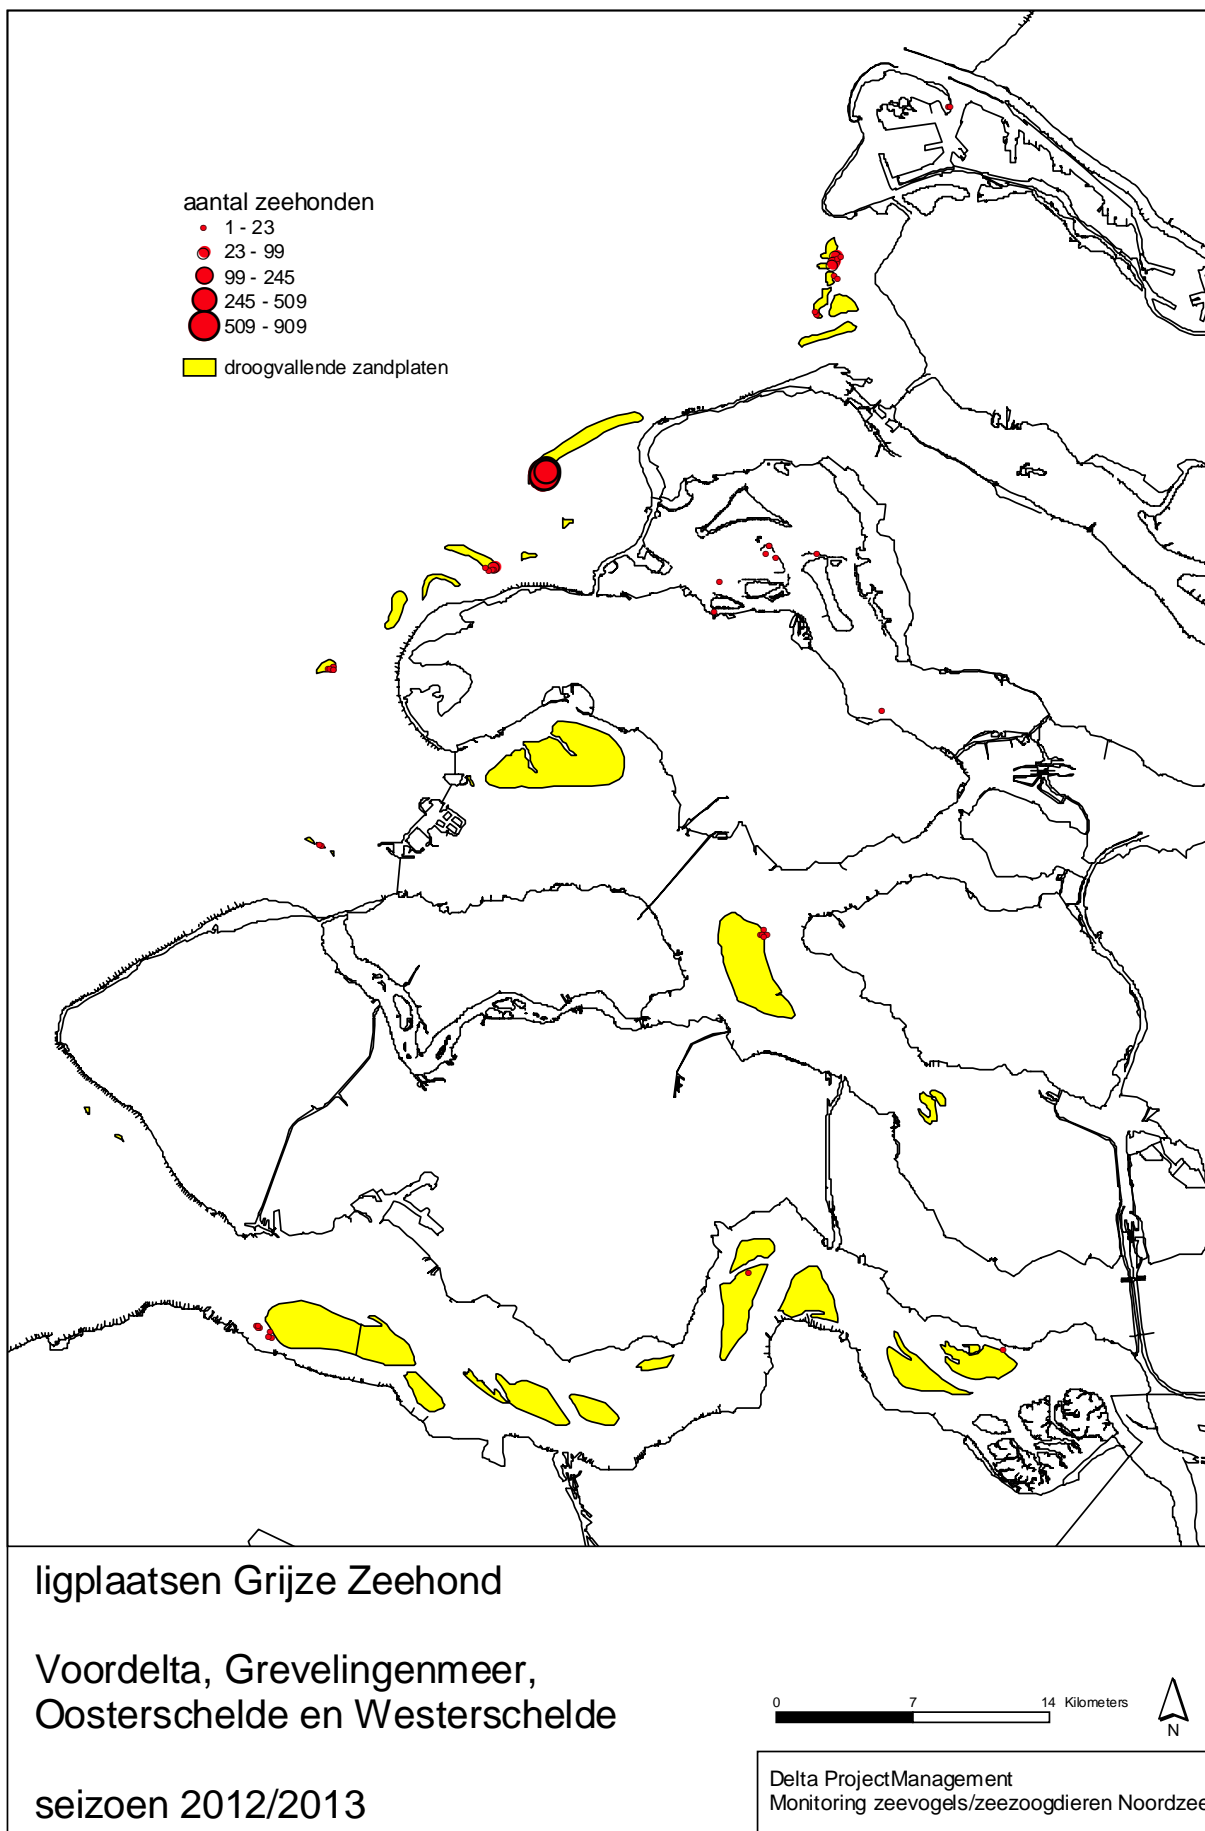 aantal zeehonden
1 - 23
23 - 99
99 - 245
245 - 509
509 - 909
droogvallende zandplaten
ligplaatsen Grijze Zeehond
Voordelta, Grevelingenmeer,
Oosterschelde en Westerschelde
seizoen 2012/2013
0 7 14 Kilometers
N
Delta ProjectManagement
Monitoring zeevogels/zeezoogdieren Noordzee